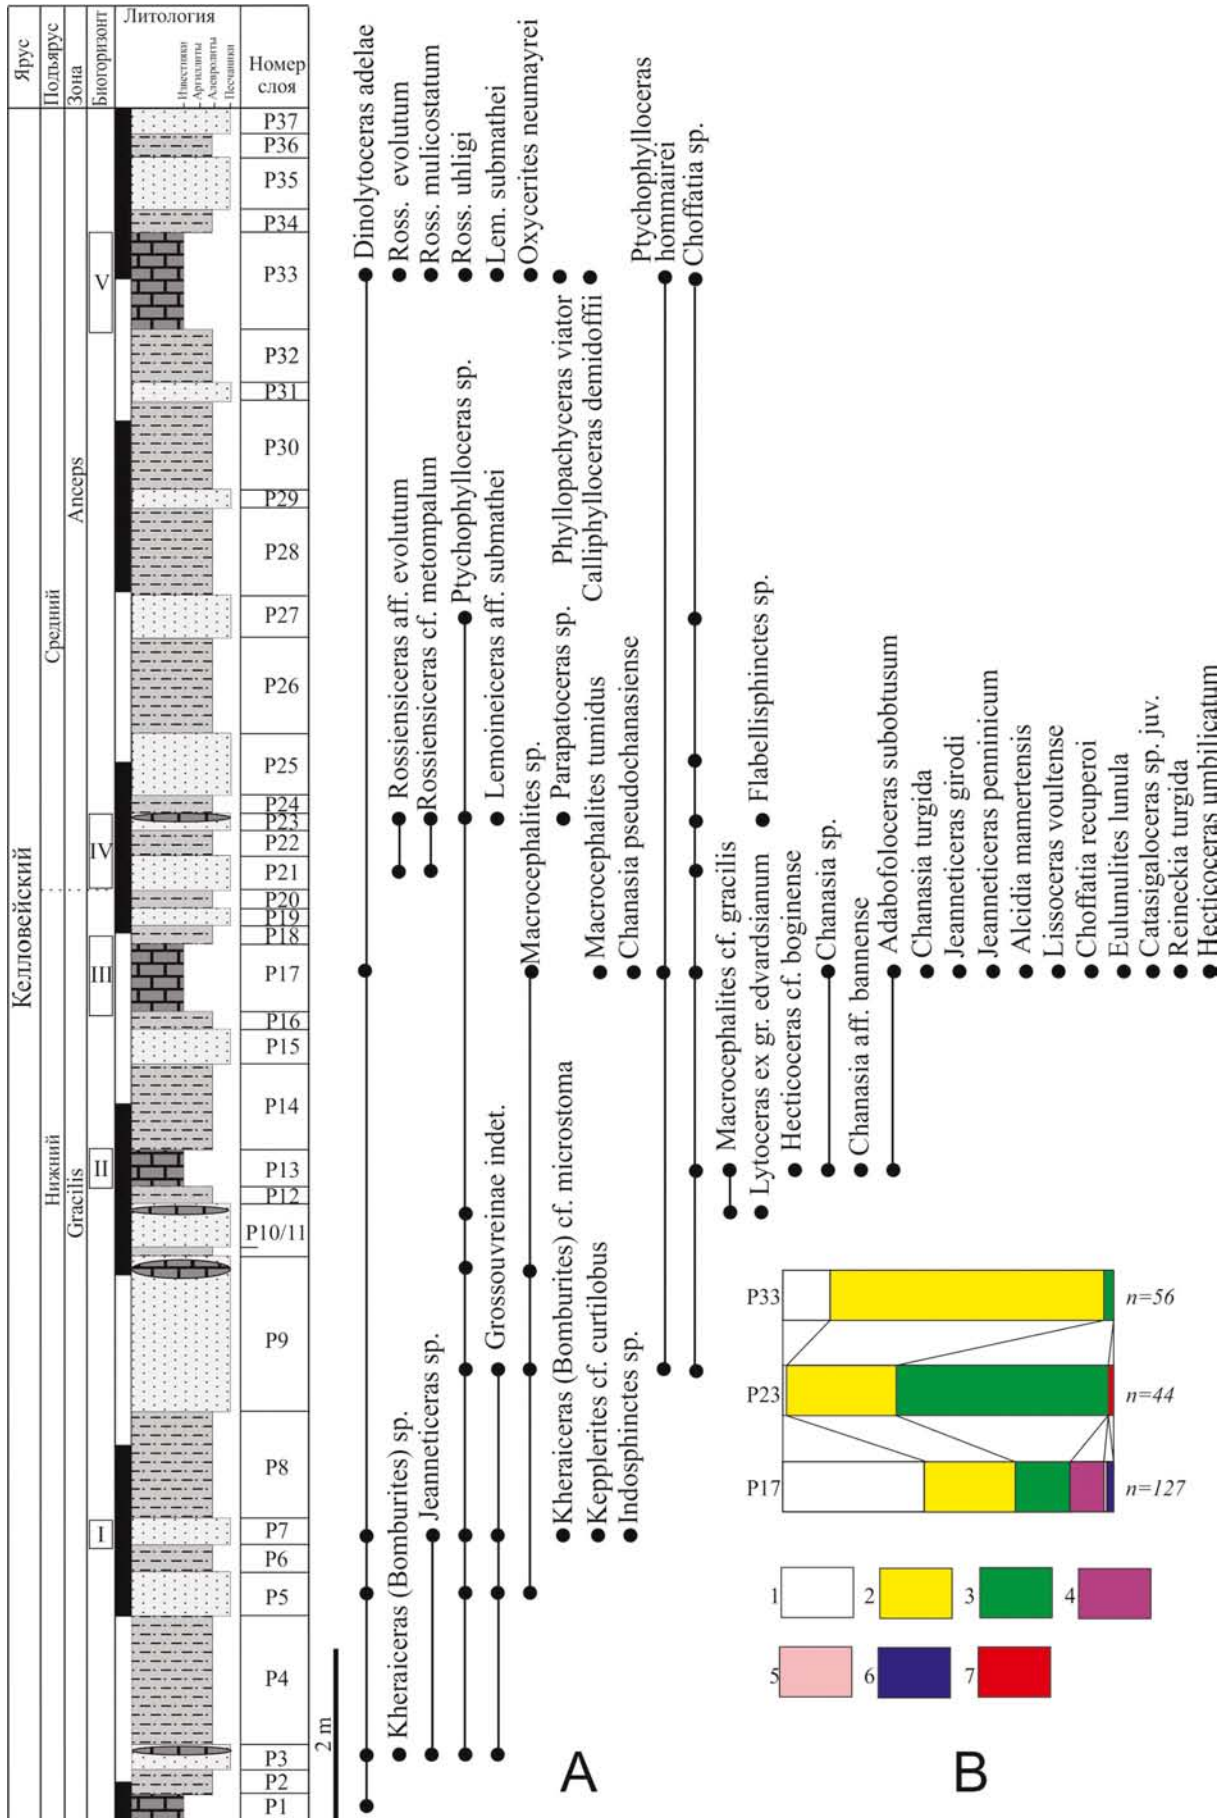 Ярус
Подъярус
Зона
Биогоризонт
Литология
Известняки
Аргиллиты
Алевролиты
Песчаники
Номер
слоя
Келловейский
Средний
Нижний
Anceps
Gracilis
V
IV
III
II
I
P37
P36
P35
P34
P33
P32
P31
P30
P29
P28
P27
P26
P25
P24
P23
P22
P21
P20
P19
P18
P17
P16
P15
P14
P13
P12
P10/11
P9
P8
P7
P6
P5
P4
P3
P2
P1
2 m
Dinolytoceras adelae
Ross. evolutum
Ross. mulicostatum
Ross. uhligi
Lem. submathei
Oxycerites neumayrei
Phyllopachyceras viator
Calliphylloceras demidoffii
Ptychophylloceras
hommairei
Choffatia sp.
Rossiensiceras aff. evolutum
Rossiensiceras cf. metompalum
Ptychophylloceras sp.
Lemoineiceras aff. submathei
Parapatoceras sp.
Flabellisphinctes sp.
Macrocephalites sp.
Macrocephalites tumidus
Chanasia pseudochanasiense
Macrocephalites cf. gracilis
Lytoceras ex gr. edvardsianum
Hecticoceras cf. boginense
Chanasia sp.
Chanasia aff. bannense
Adabofoloceras subobtusum
Chanasia turgida
Jeanneticeras girodi
Jeanneticeras penninicum
Alcidia mamertensis
Lissoceras voultense
Choffatia recuperoi
Eulunulites lunula
Catasigaloceras sp. juv.
Reineckia turgida
Hecticoceras umbilicatum
Kheraiceras (Bomburites) sp.
Jeanneticeras sp.
Grossouvreinae indet.
Kheraiceras (Bomburites) cf. microstoma
Kepplerites cf. curtilobus
Indosphinctes sp.
A
P33
n=56
P23
n=44
P17
n=127
1
2
3
4
5
6
7
B